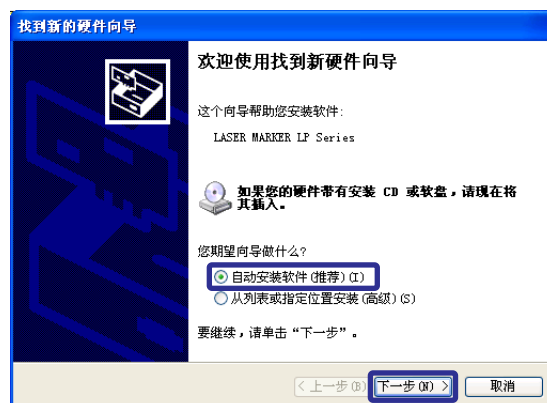 找到新的硬件向导
欢迎使用找到新硬件向导
这个向导帮助您安装软件:
LASER MARKER LP Series
如果您的硬件带有安装 CD 或软盘，请现在将
其插入。
您期望向导做什么?
自动安装软件(推荐)(I)
从列表或指定位置安装(高级)(S)
要继续，请单击“下一步”。
< 上一步(B) 下一步(N) > 取消